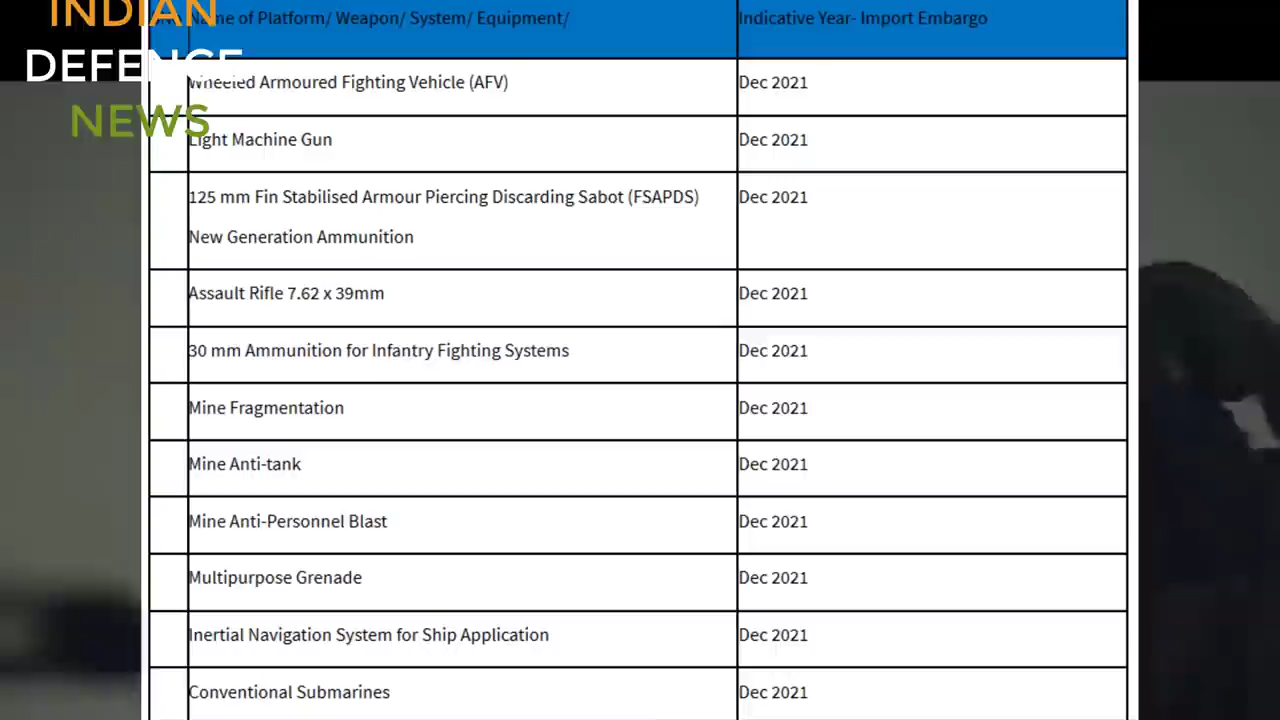 INDIAN
DEFENCE
NEWS
Name of Platform/ Weapon/ System/ Equipment/ Indicative Year- Import Embargo
Wheeled Armoured Fighting Vehicle (AFV) Dec 2021
Light Machine Gun Dec 2021
125 mm Fin Stabilised Armour Piercing Discarding Sabot (FSAPDS) Dec 2021
New Generation Ammunition
Assault Rifle 7.62 x 39mm Dec 2021
30 mm Ammunition for Infantry Fighting Systems Dec 2021
Mine Fragmentation Dec 2021
Mine Anti-tank Dec 2021
Mine Anti-Personnel Blast Dec 2021
Multipurpose Grenade Dec 2021
Inertial Navigation System for Ship Application Dec 2021
Conventional Submarines Dec 2021